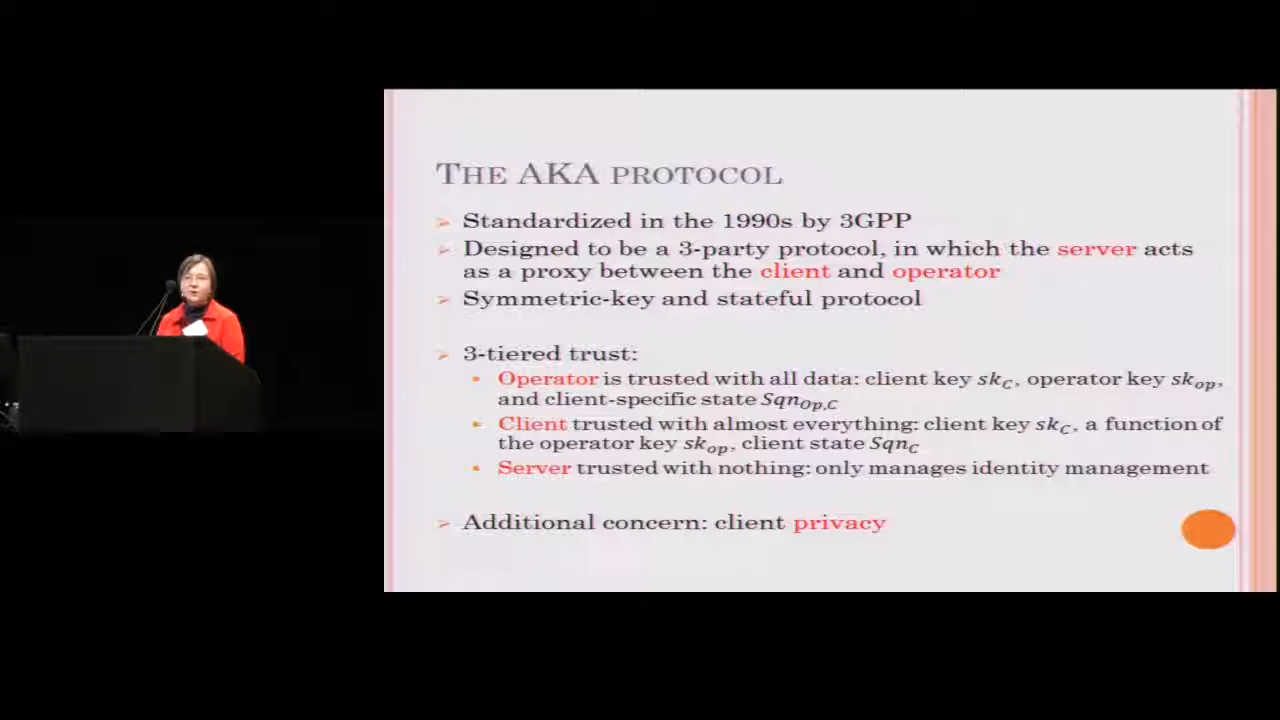 THE AKA PROTOCOL
➢ Standardized in the 1990s by 3GPP
➢ Designed to be a 3-party protocol, in which the server acts
as a proxy between the client and operator
➢ Symmetric-key and stateful protocol
➢ 3-tiered trust:
▪ Operator is trusted with all data: client key sk_C, operator key sk_op,
and client-specific state Sqn_Op,C
▪ Client trusted with almost everything: client key sk_C, a function of
the operator key sk_op, client state Sqn_C
▪ Server trusted with nothing: only manages identity management
➢ Additional concern: client privacy